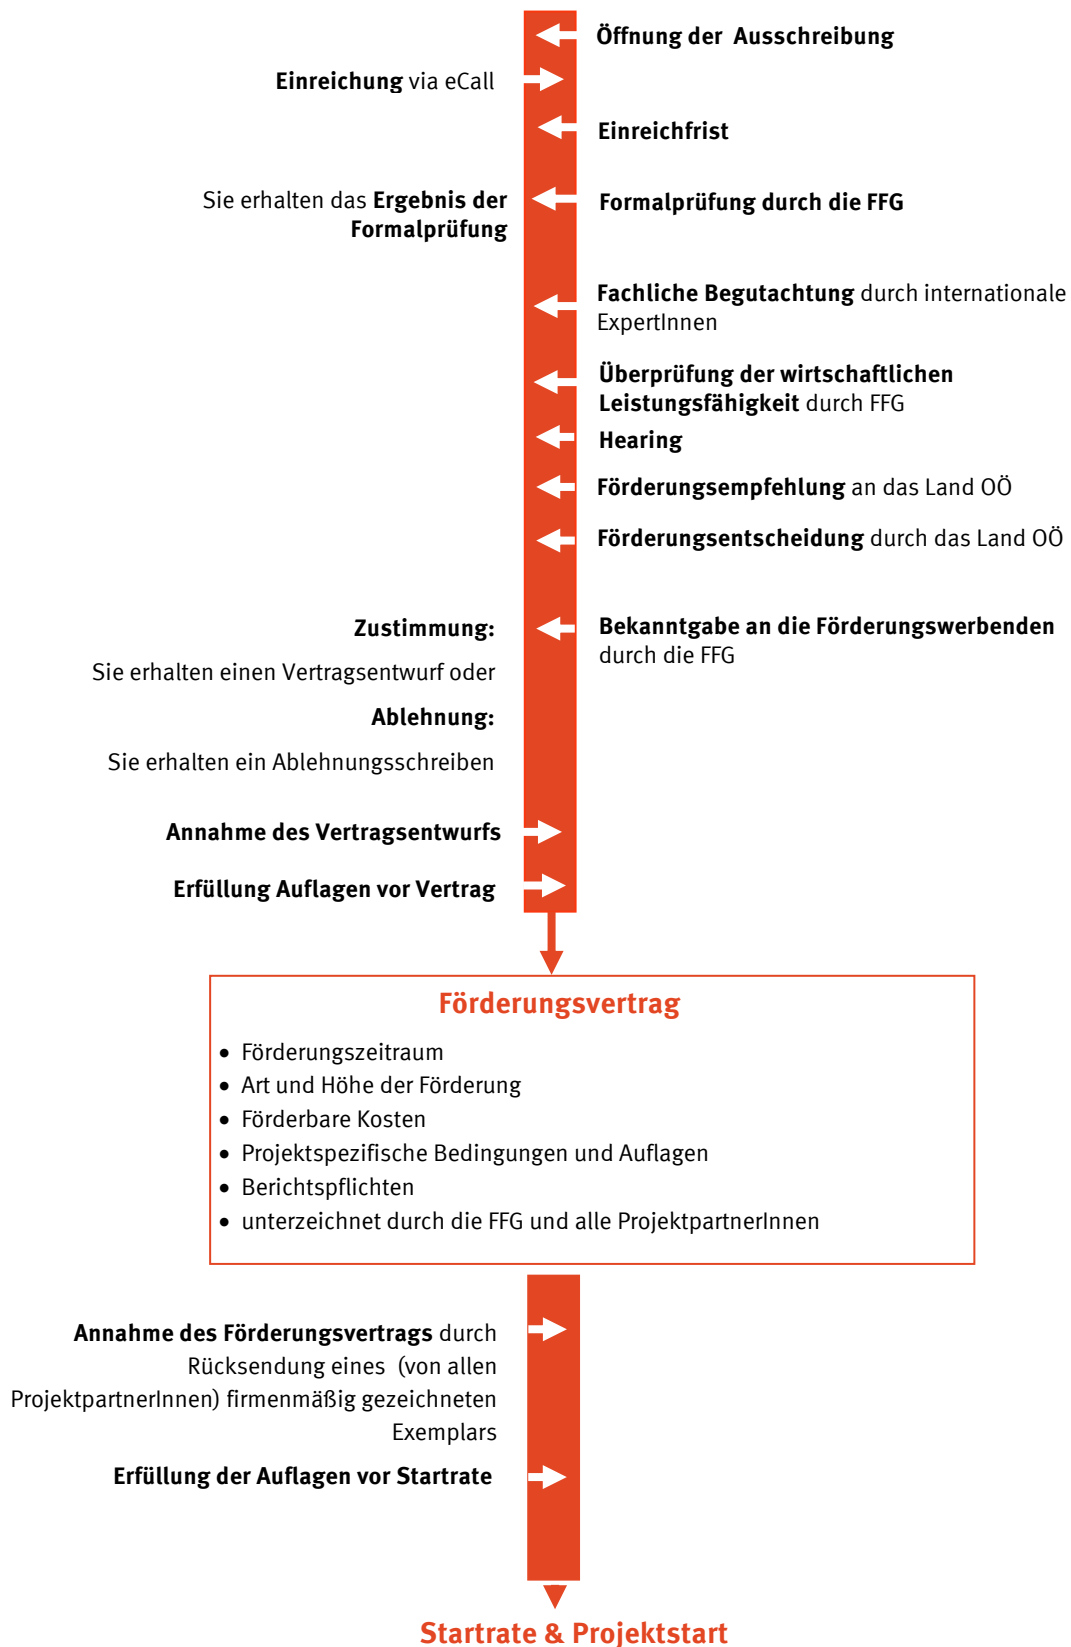 Öffnung der Ausschreibung
Einreichung via eCall
Einreichfrist
Sie erhalten das Ergebnis der
Formalprüfung
Formalprüfung durch die FFG
Fachliche Begutachtung durch internationale
ExpertInnen
Überprüfung der wirtschaftlichen
Leistungsfähigkeit durch FFG
Hearing
Förderungsempfehlung an das Land OÖ
Förderungsentscheidung durch das Land OÖ
Bekanntgabe an die Förderungswerbenden
durch die FFG
Zustimmung:
Sie erhalten einen Vertragsentwurf oder
Ablehnung:
Sie erhalten ein Ablehnungsschreiben
Annahme des Vertragsentwurfs
Erfüllung Auflagen vor Vertrag
Förderungsvertrag
• Förderungszeitraum
• Art und Höhe der Förderung
• Förderbare Kosten
• Projektspezifische Bedingungen und Auflagen
• Berichtspflichten
• unterzeichnet durch die FFG und alle ProjektpartnerInnen
Annahme des Förderungsvertrags durch
Rücksendung eines (von allen
ProjektpartnerInnen) firmenmäßig gezeichneten
Exemplars
Erfüllung der Auflagen vor Startrate
Startrate & Projektstart